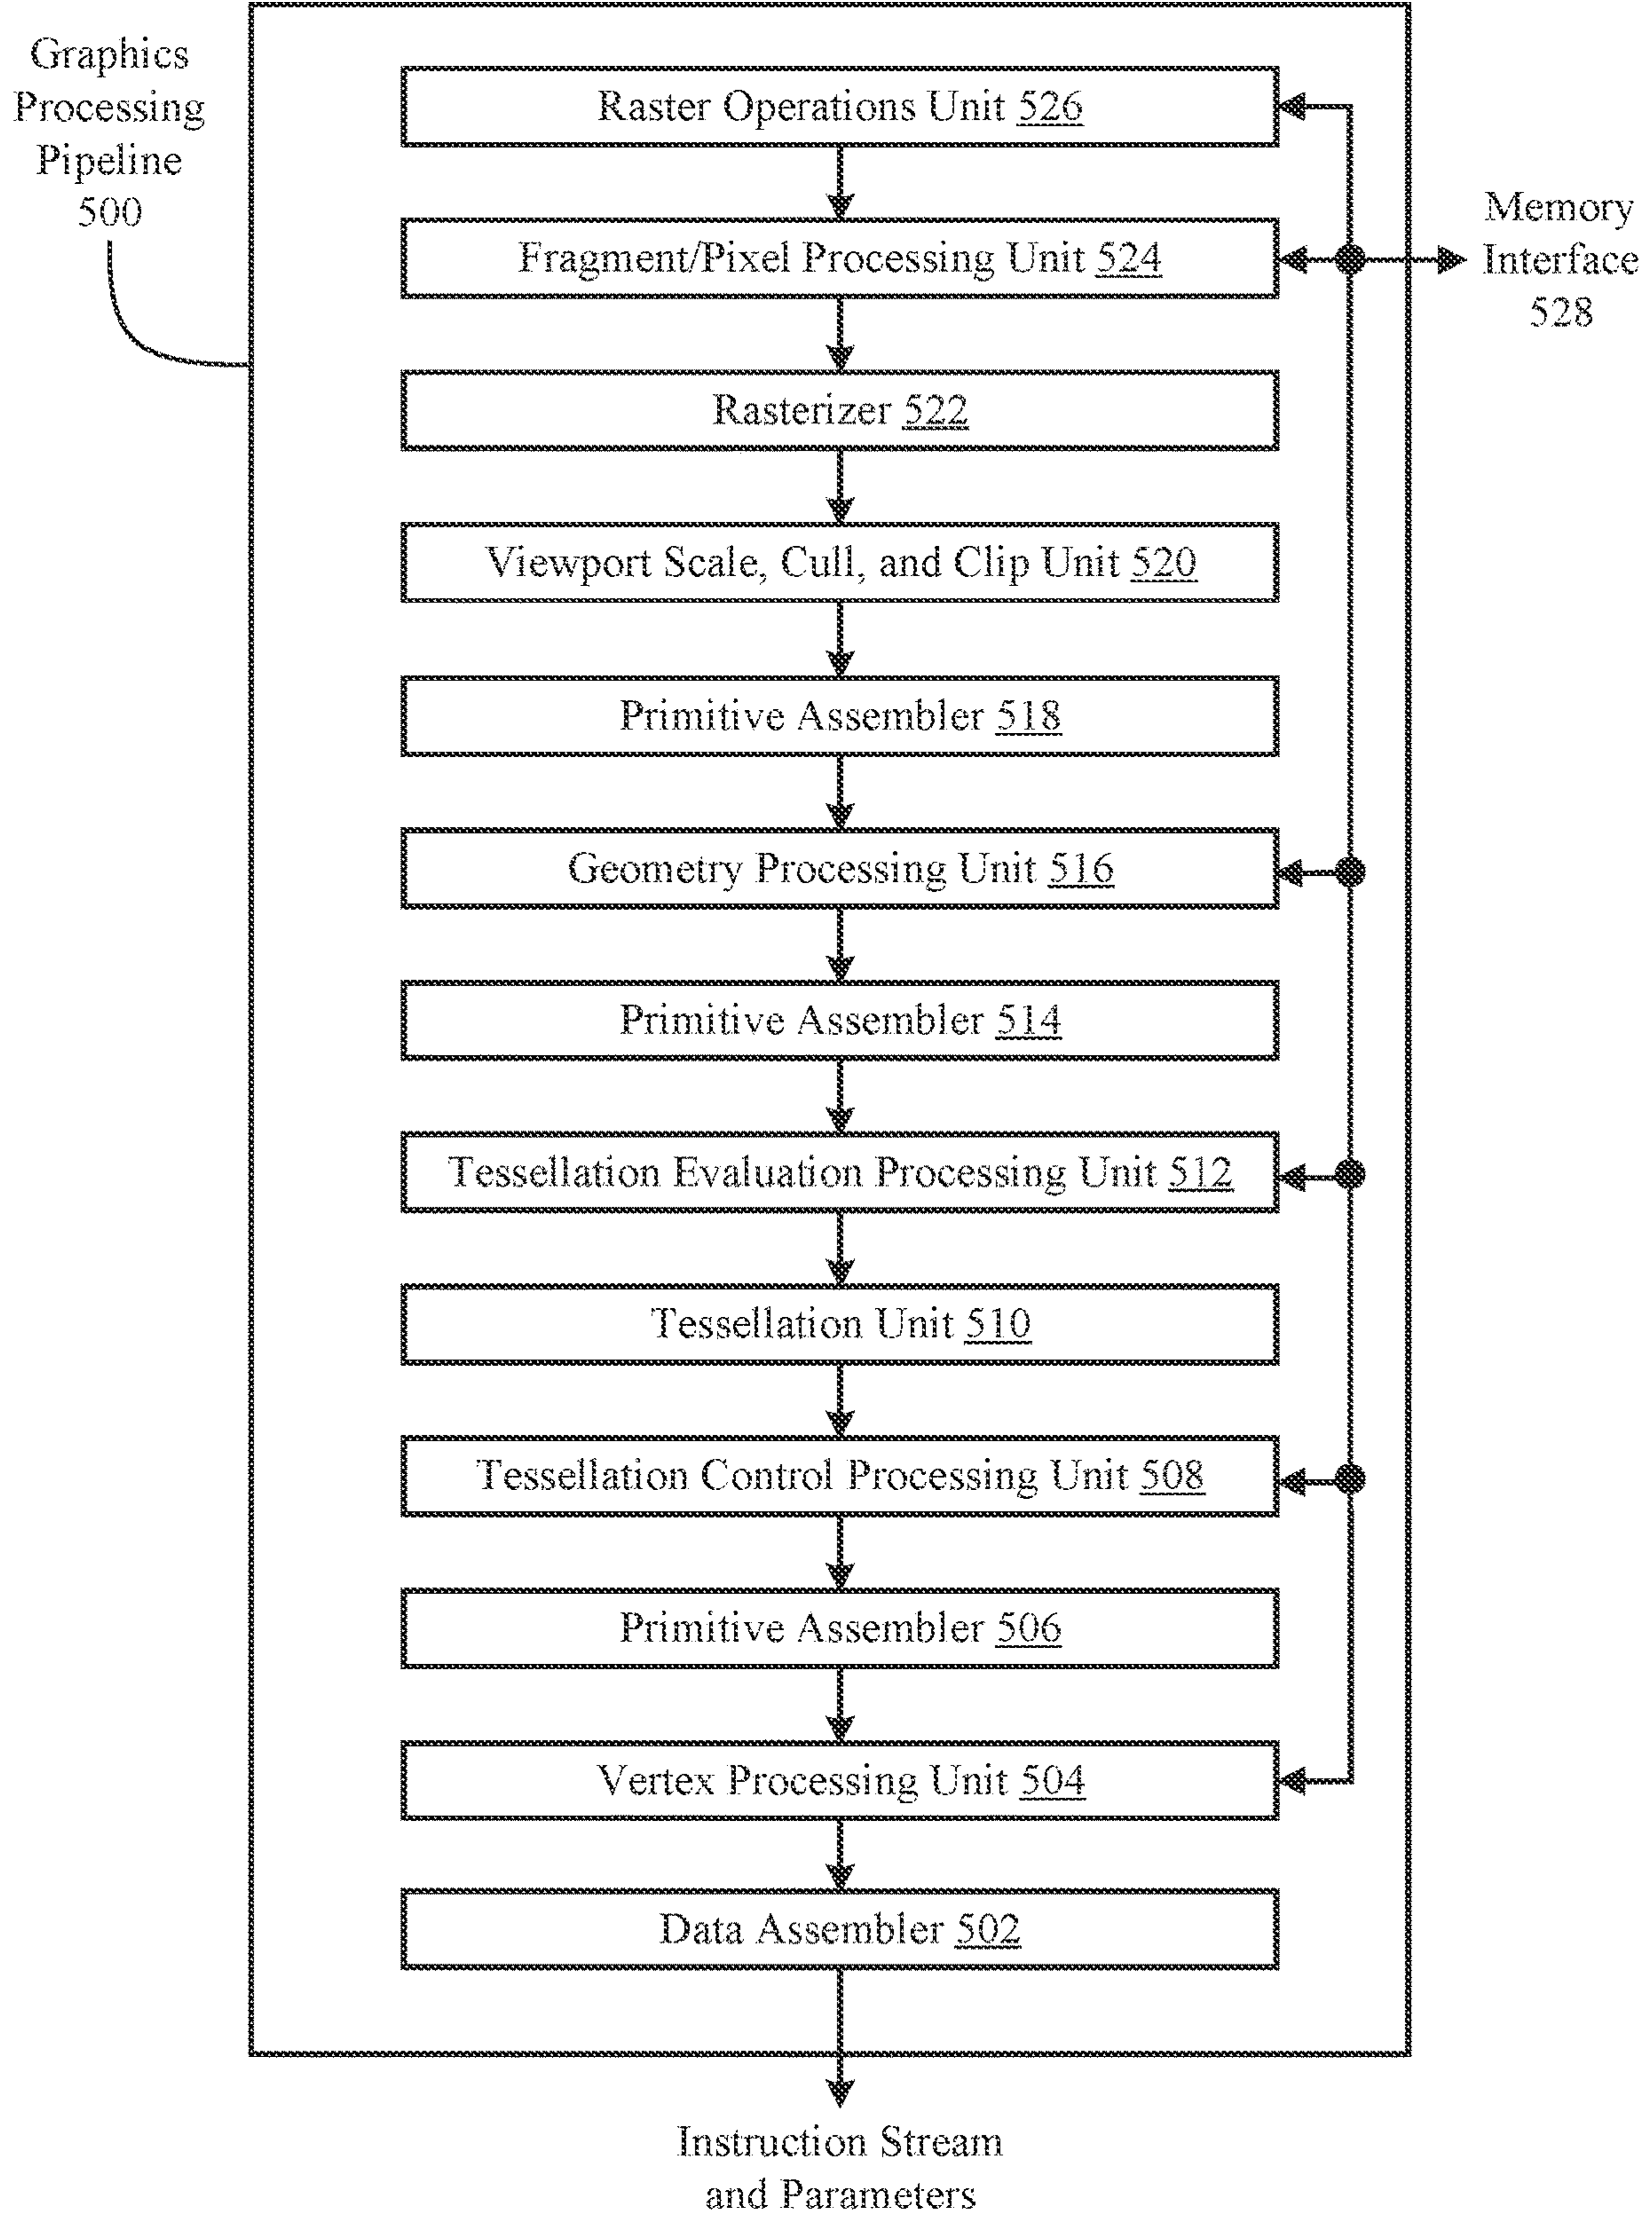 Graphics
Processing
Pipeline
500
Raster Operations Unit 526
Fragment/Pixel Processing Unit 524
Memory
Interface
528
Rasterizer 522
Viewport Scale, Cull, and Clip Unit 520
Primitive Assembler 518
Geometry Processing Unit 516
Primitive Assembler 514
Tessellation Evaluation Processing Unit 512
Tessellation Unit 510
Tessellation Control Processing Unit 508
Primitive Assembler 506
Vertex Processing Unit 504
Data Assembler 502
Instruction Stream
and Parameters